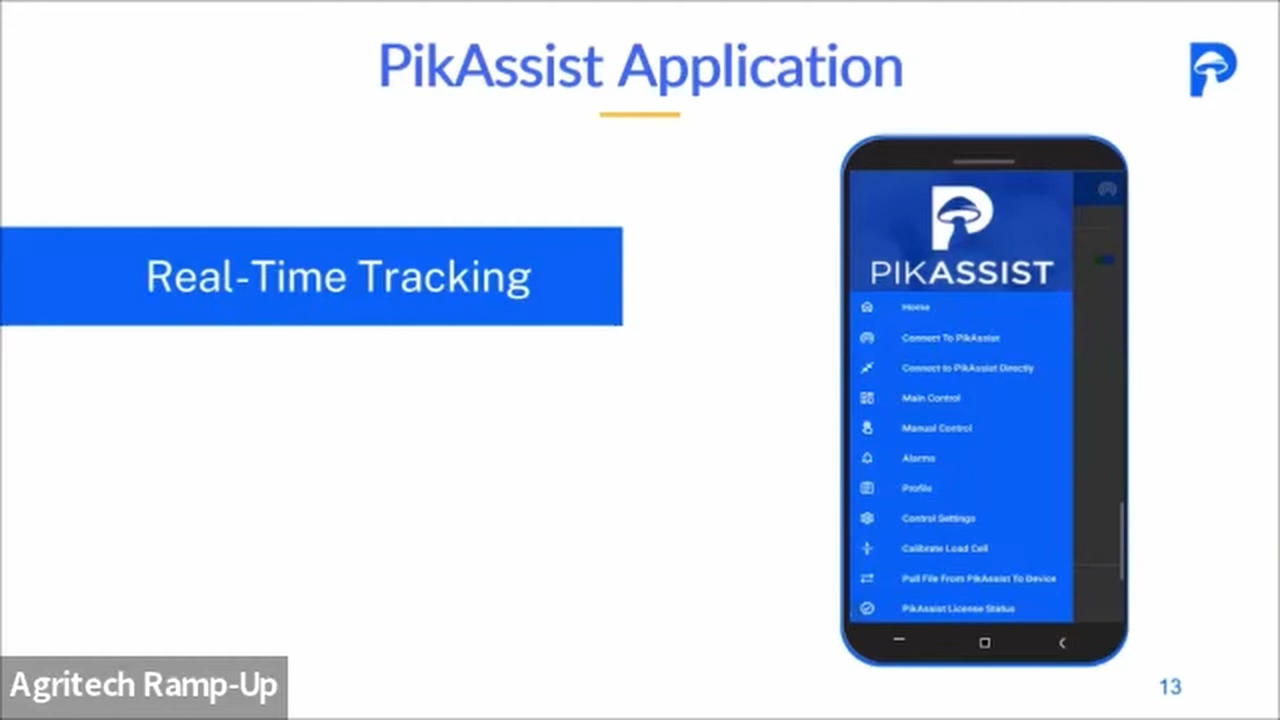 PikAssist Application
Real-Time Tracking
PIKASSIST
Home
Connect To PikAssist
Connect to PikAssist Directly
Main Control
Manual Control
Alarms
Profile
Control Settings
Calibrate Load Cell
Pull File From PikAssist To Device
PikAssist License Status
Agritech Ramp-Up
13